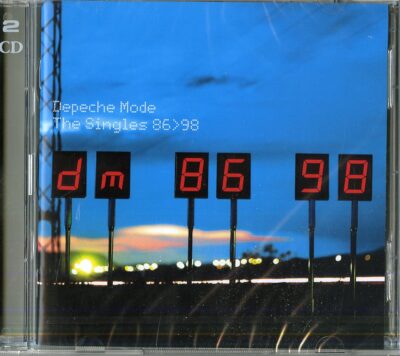 2
CD
Depeche Mode
The Singles 86>98
dm 86 98